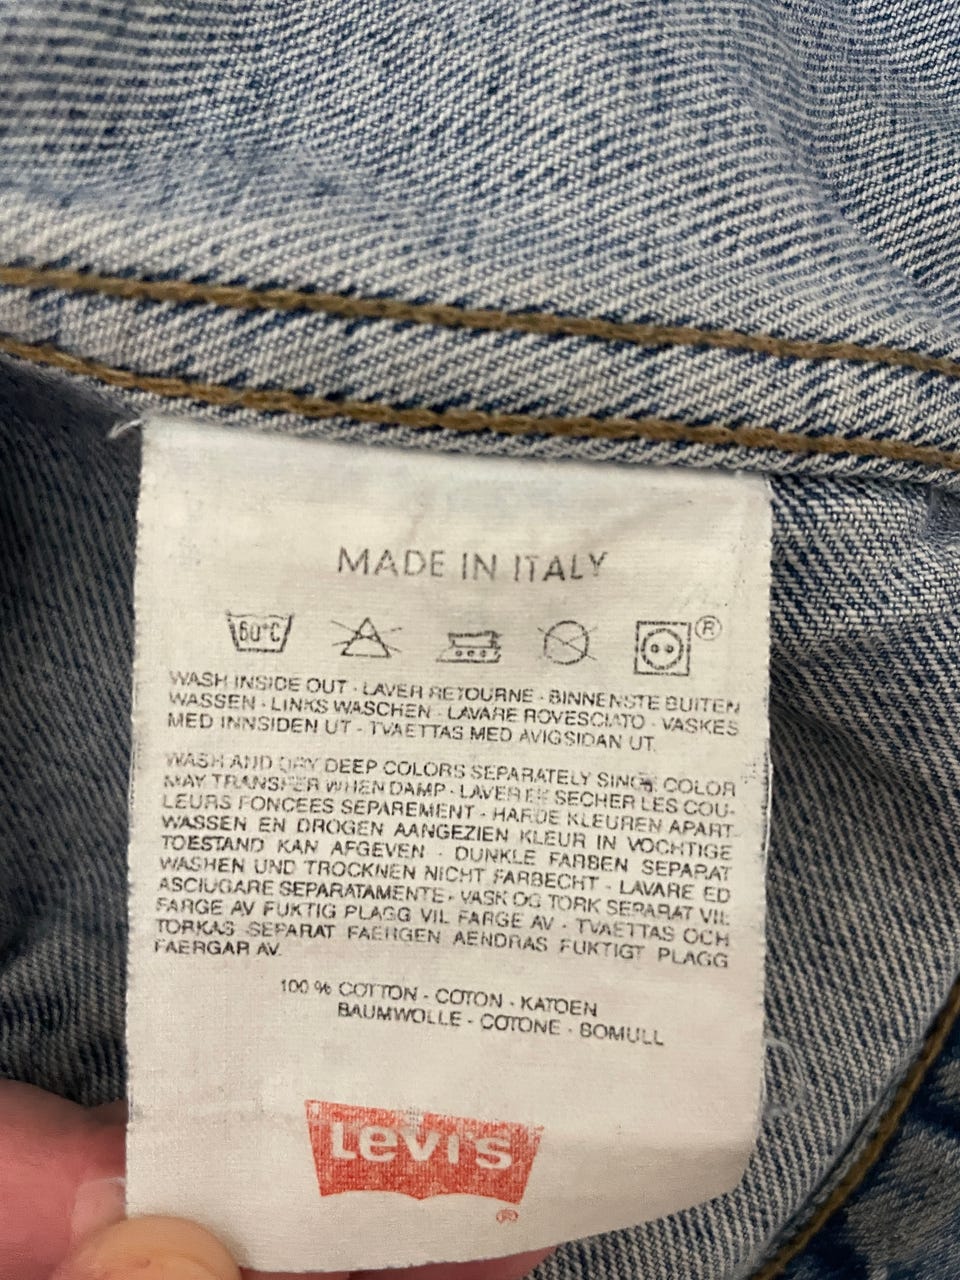 MADE IN ITALY
60°C
®
WASH INSIDE OUT · LAVER RETOURNE · BINNENSTE BUITEN
WASSEN · LINKS WASCHEN · LAVARE ROVESCIATO · VASKES
MED INNSIDEN UT · TVAETTAS MED AVIGSIDAN UT.
WASH AND DRY DEEP COLORS SEPARATELY SINCE COLOR
MAY TRANSFER WHEN DAMP · LAVER ET SECHER LES COU-
LEURS FONCEES SEPAREMENT · HARDE KLEUREN APART
WASSEN EN DROGEN AANGEZIEN KLEUR IN VOCHTIGE
TOESTAND KAN AFGEVEN · DUNKLE FARBEN SEPARAT
WASHEN UND TROCKNEN NICHT FARBECHT · LAVARE ED
ASCIUGARE SEPARATAMENTE · VASK OG TORK SEPARAT VIL
FARGE AV FUKTIG PLAGG VIL FARGE AV · TVAETTAS OCH
TORKAS SEPARAT FAERGEN AENDRAS FUKTIGT PLAGG
FAERGAR AV.
100 % COTTON · COTON · KATOEN
BAUMWOLLE · COTONE · BOMULL
Levi's
®